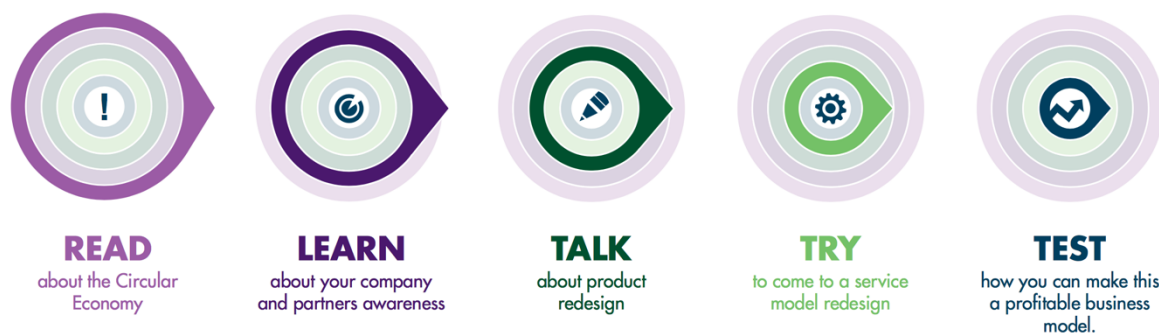 !
READ
about the Circular
Economy
LEARN
about your company
and partners awareness
TALK
about product
redesign
TRY
to come to a service
model redesign
TEST
how you can make this
a profitable business
model.